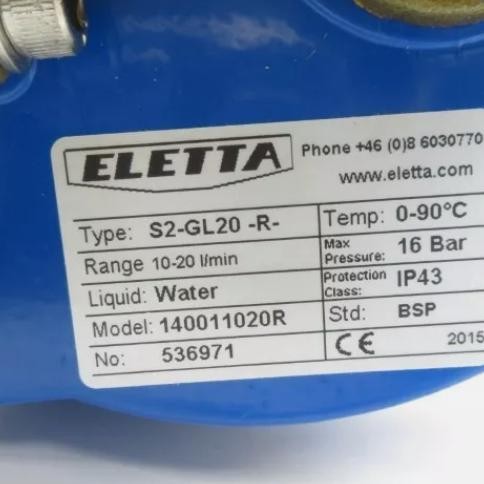 ELETTA
Phone +46 (0)8 6030770
www.eletta.com
Type: S2-GL20 -R-
Temp: 0-90°C
Range 10-20 l/min
Max Pressure: 16 Bar
Liquid: Water
Protection Class: IP43
Model: 140011020R
Std: BSP
No: 536971
CE 2015